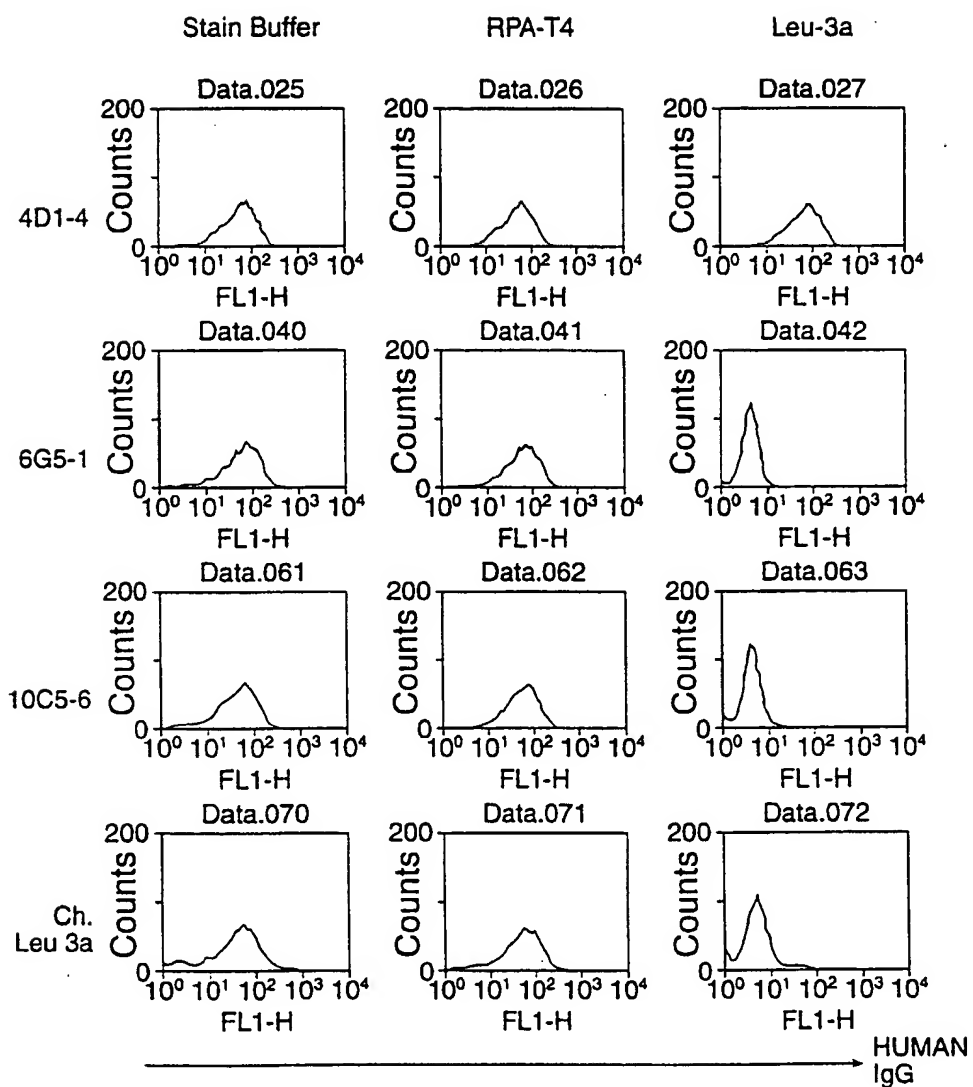 Stain Buffer RPA-T4 Leu-3a
Data.025 Data.026 Data.027
200 200 200
Counts Counts Counts
4D1-4
0 0 0
10⁰ 10¹ 10² 10³ 10⁴ 10⁰ 10¹ 10² 10³ 10⁴ 10⁰ 10¹ 10² 10³ 10⁴
FL1-H FL1-H FL1-H
Data.040 Data.041 Data.042
200 200 200
Counts Counts Counts
6G5-1
0 0 0
10⁰ 10¹ 10² 10³ 10⁴ 10⁰ 10¹ 10² 10³ 10⁴ 10⁰ 10¹ 10² 10³ 10⁴
FL1-H FL1-H FL1-H
Data.061 Data.062 Data.063
200 200 200
Counts Counts Counts
10C5-6
0 0 0
10⁰ 10¹ 10² 10³ 10⁴ 10⁰ 10¹ 10² 10³ 10⁴ 10⁰ 10¹ 10² 10³ 10⁴
FL1-H FL1-H FL1-H
Data.070 Data.071 Data.072
200 200 200
Counts Counts Counts
Ch.
Leu 3a
0 0 0
10⁰ 10¹ 10² 10³ 10⁴ 10⁰ 10¹ 10² 10³ 10⁴ 10⁰ 10¹ 10² 10³ 10⁴
FL1-H FL1-H FL1-H
HUMAN
IgG